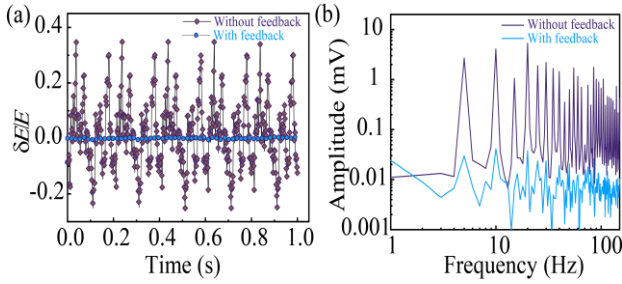 (a)
Without feedback
With feedback
0.4
0.2
0.0
-0.2
δE/E
0.0 0.2 0.4 0.6 0.8 1.0
Time (s)
(b)
Without feedback
With feedback
10
1
0.1
0.01
0.001
Amplitude (mV)
1 10 100
Frequency (Hz)